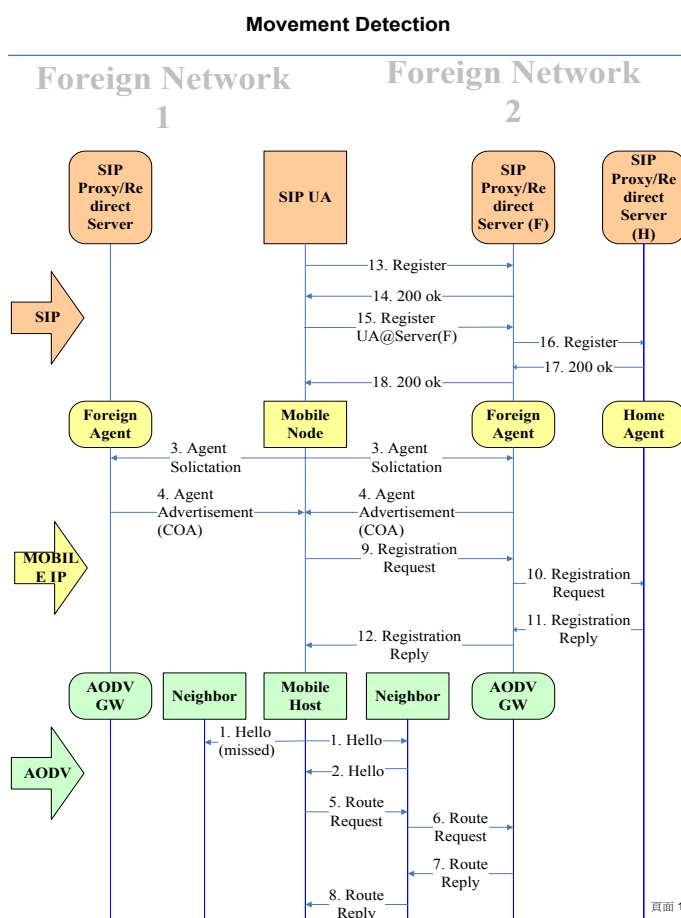 Movement Detection
Foreign Network
1
Foreign Network
2
SIP
Proxy/Re
direct
Server
SIP UA
SIP
Proxy/Re
direct
Server (F)
SIP
Proxy/Re
direct
Server
(H)
13. Register
14. 200 ok
SIP
15. Register
UA@Server(F)
16. Register
17. 200 ok
18. 200 ok
Foreign
Agent
Mobile
Node
Foreign
Agent
Home
Agent
3. Agent
Solictation
3. Agent
Solictation
4. Agent
Advertisement
(COA)
4. Agent
Advertisement
(COA)
MOBIL
E IP
9. Registration
Request
10. Registration
Request
11. Registration
Reply
12. Registration
Reply
AODV
GW
Neighbor
Mobile
Host
Neighbor
AODV
GW
1. Hello
(missed)
1. Hello
AODV
2. Hello
5. Route
Request
6. Route
Request
7. Route
Reply
8. Route
Reply
頁面 1